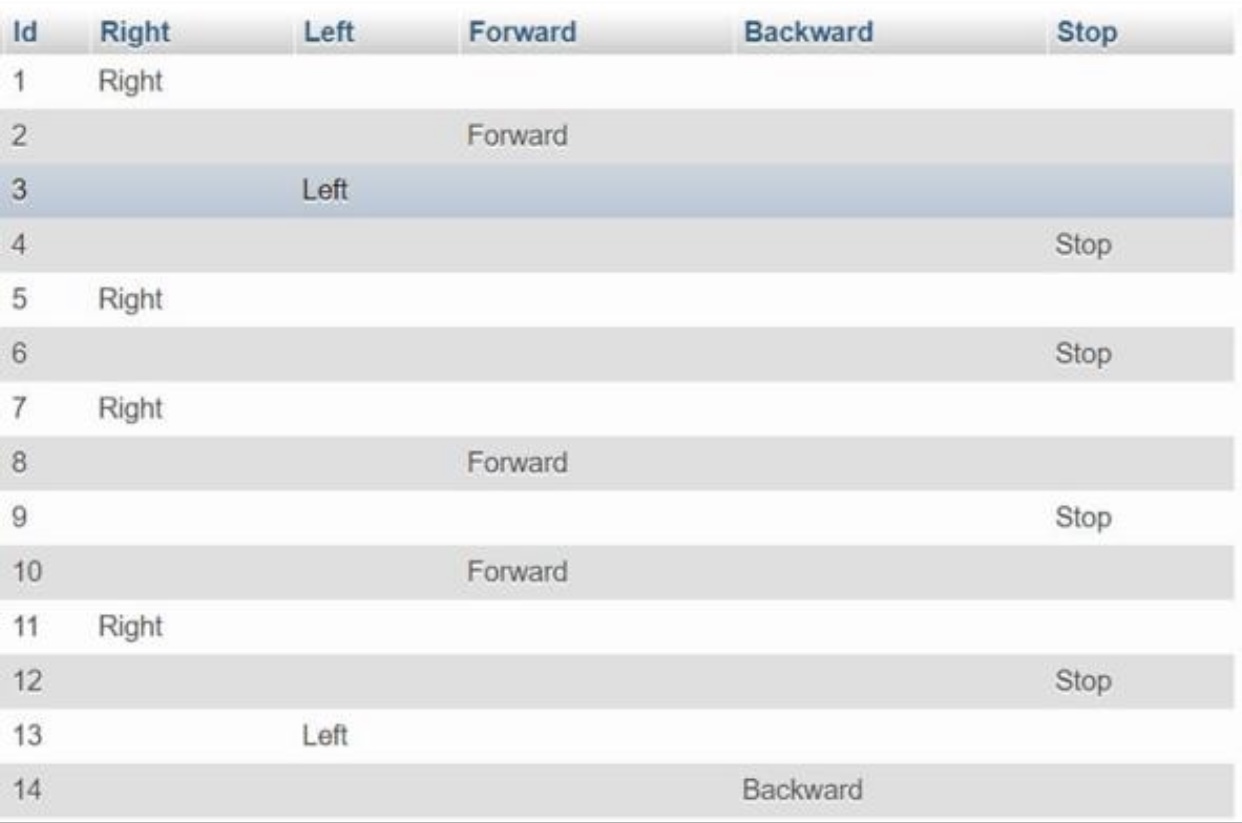 Id Right Left Forward Backward Stop
1 Right
2 Forward
3 Left
4 Stop
5 Right
6 Stop
7 Right
8 Forward
9 Stop
10 Forward
11 Right
12 Stop
13 Left
14 Backward